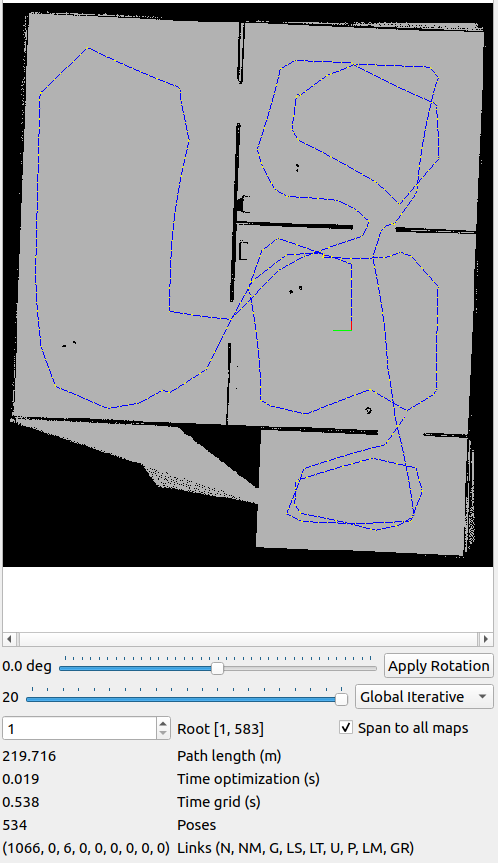 0.0 deg Apply Rotation
20 Global Iterative
1 Root [1, 583] Span to all maps
219.716 Path length (m)
0.019 Time optimization (s)
0.538 Time grid (s)
534 Poses
(1066, 0, 6, 0, 0, 0, 0, 0, 0) Links (N, NM, G, LS, LT, U, P, LM, GR)